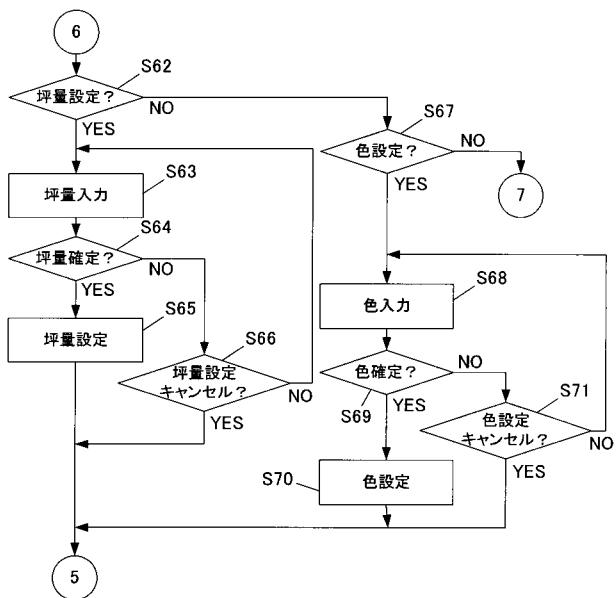 6
S62
坪量設定？
NO
YES
S67
色設定？
NO
YES
7
S63
坪量入力
S64
坪量確定？
NO
YES
S65
坪量設定
S66
坪量設定
キャンセル？
NO
YES
S68
色入力
色確定？
NO
S69
YES
S71
色設定
キャンセル？
NO
YES
S70
色設定
5